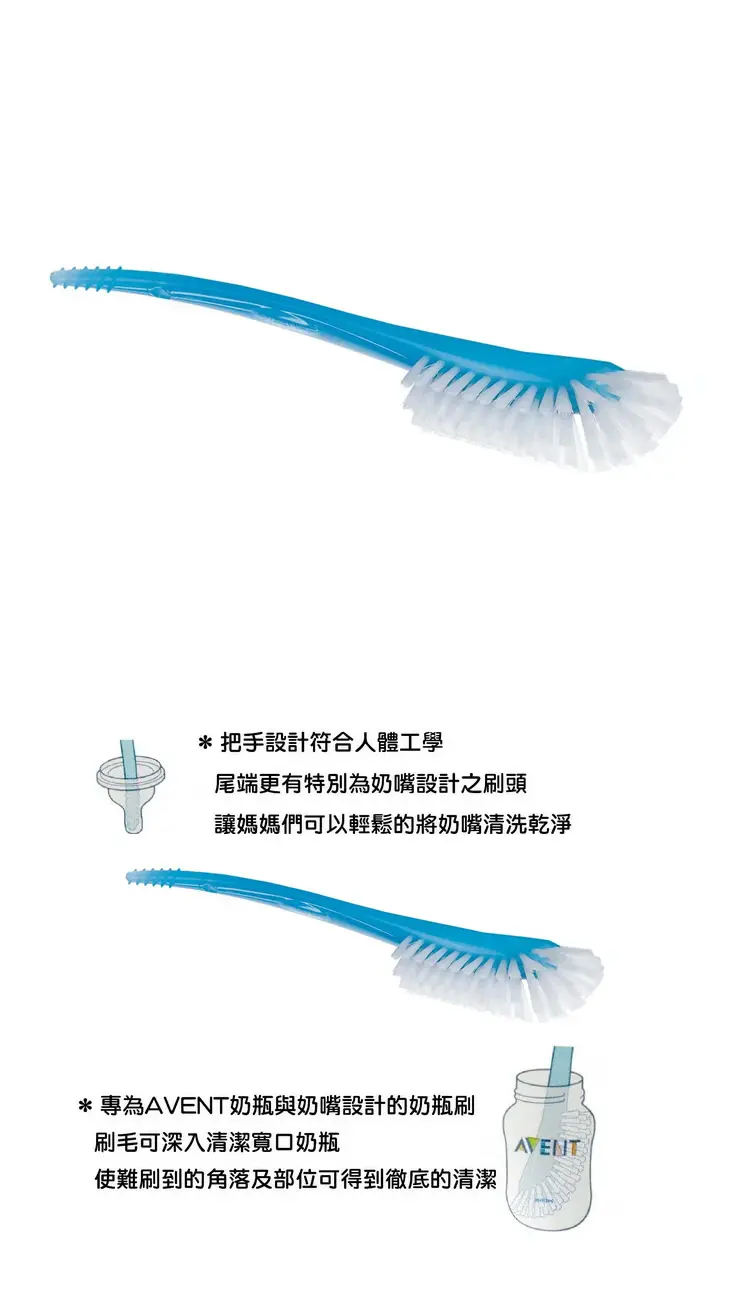 * 把手設計符合人體工學
尾端更有特別為奶嘴設計之刷頭
讓媽媽們可以輕鬆的將奶嘴清洗乾淨
* 專為AVENT奶瓶與奶嘴設計的奶瓶刷
刷毛可深入清潔寬口奶瓶
使難刷到的角落及部位可得到徹底的清潔
AVENT